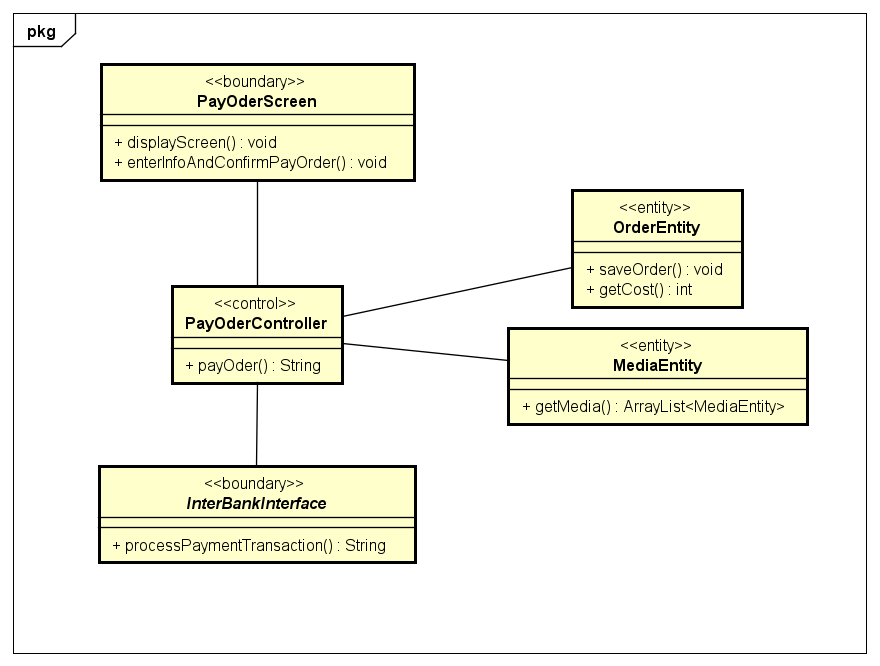 pkg
<<boundary>>
PayOderScreen
+ displayScreen() : void
+ enterInfoAndConfirmPayOrder() : void
<<entity>>
OrderEntity
+ saveOrder() : void
+ getCost() : int
<<control>>
PayOderController
+ payOder() : String
<<entity>>
MediaEntity
+ getMedia() : ArrayList<MediaEntity>
<<boundary>>
InterBankInterface
+ processPaymentTransaction() : String